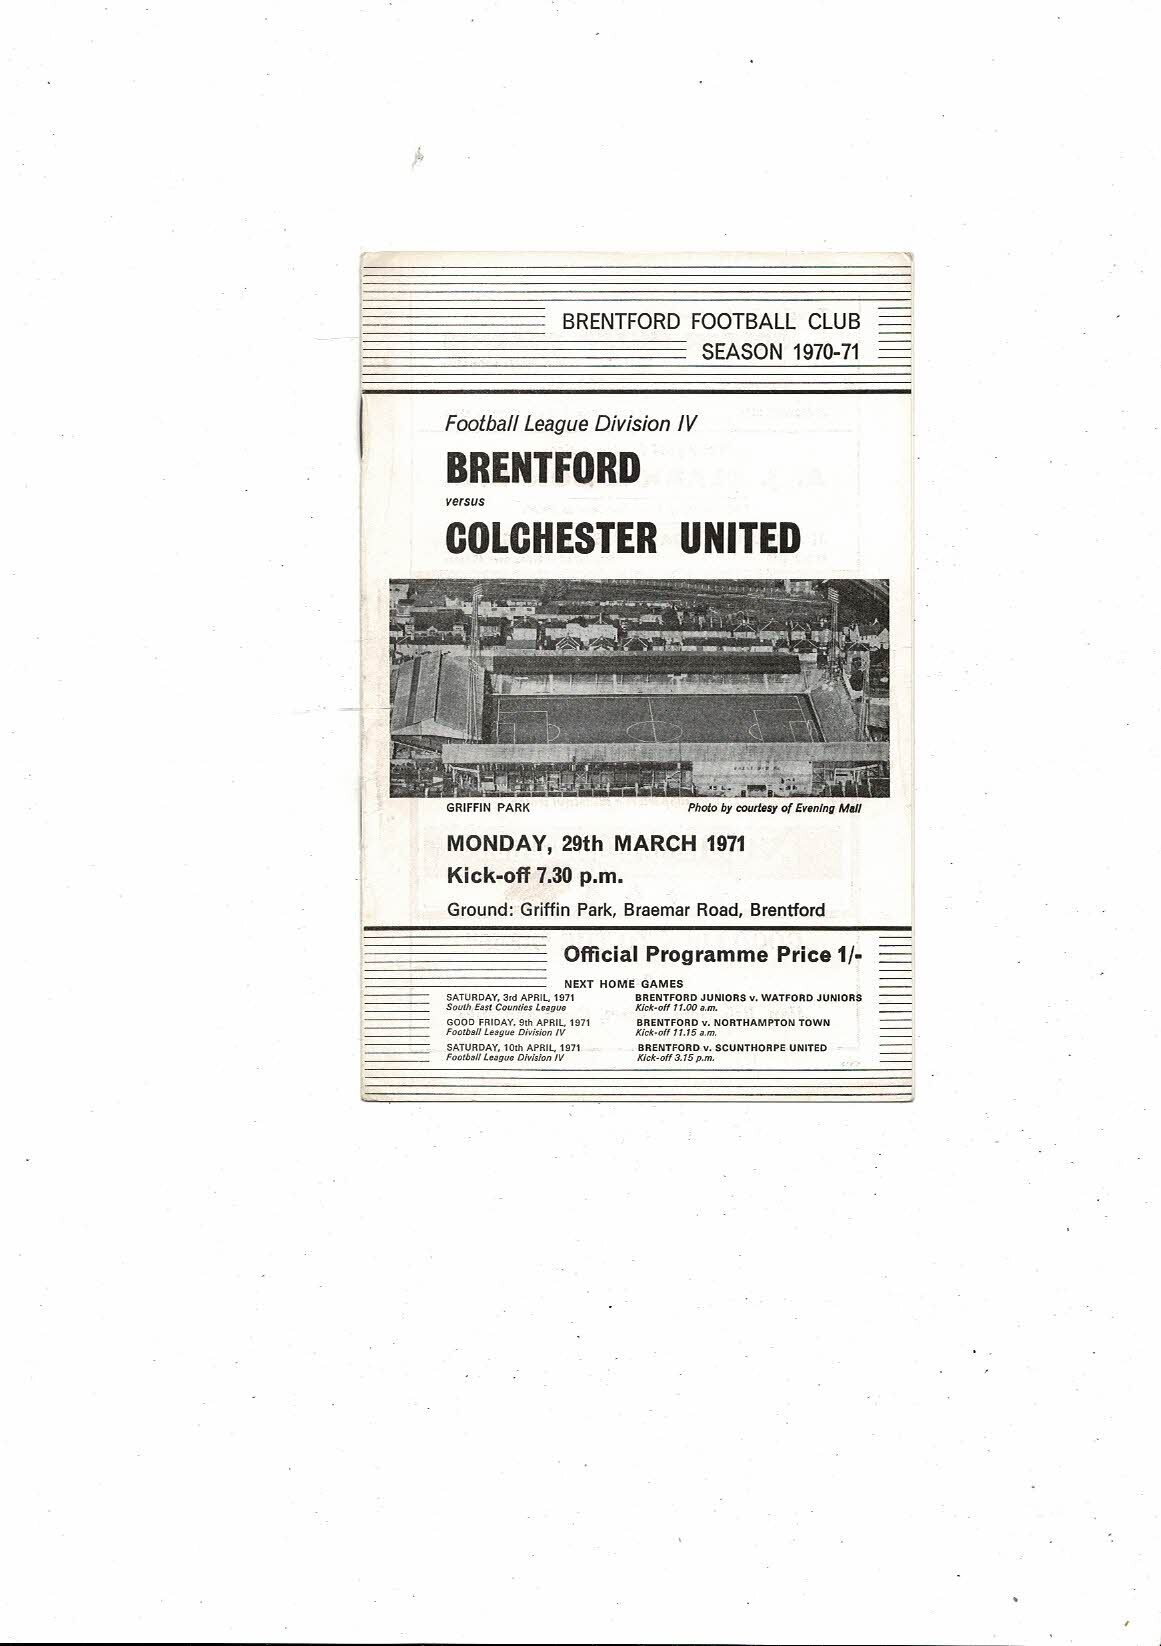 BRENTFORD FOOTBALL CLUB
SEASON 1970-71
Football League Division IV
BRENTFORD
versus
COLCHESTER UNITED
GRIFFIN PARK Photo by courtesy of Evening Mail
MONDAY, 29th MARCH 1971
Kick-off 7.30 p.m.
Ground: Griffin Park, Braemar Road, Brentford
Official Programme Price 1/-
NEXT HOME GAMES
SATURDAY, 3rd APRIL, 1971 BRENTFORD JUNIORS v. WATFORD JUNIORS
South East Counties League Kick-off 11.00 a.m.
GOOD FRIDAY, 9th APRIL, 1971 BRENTFORD v. NORTHAMPTON TOWN
Football League Division IV Kick-off 11.15 a.m.
SATURDAY, 10th APRIL, 1971 BRENTFORD v. SCUNTHORPE UNITED
Football League Division IV Kick-off 3.15 p.m.